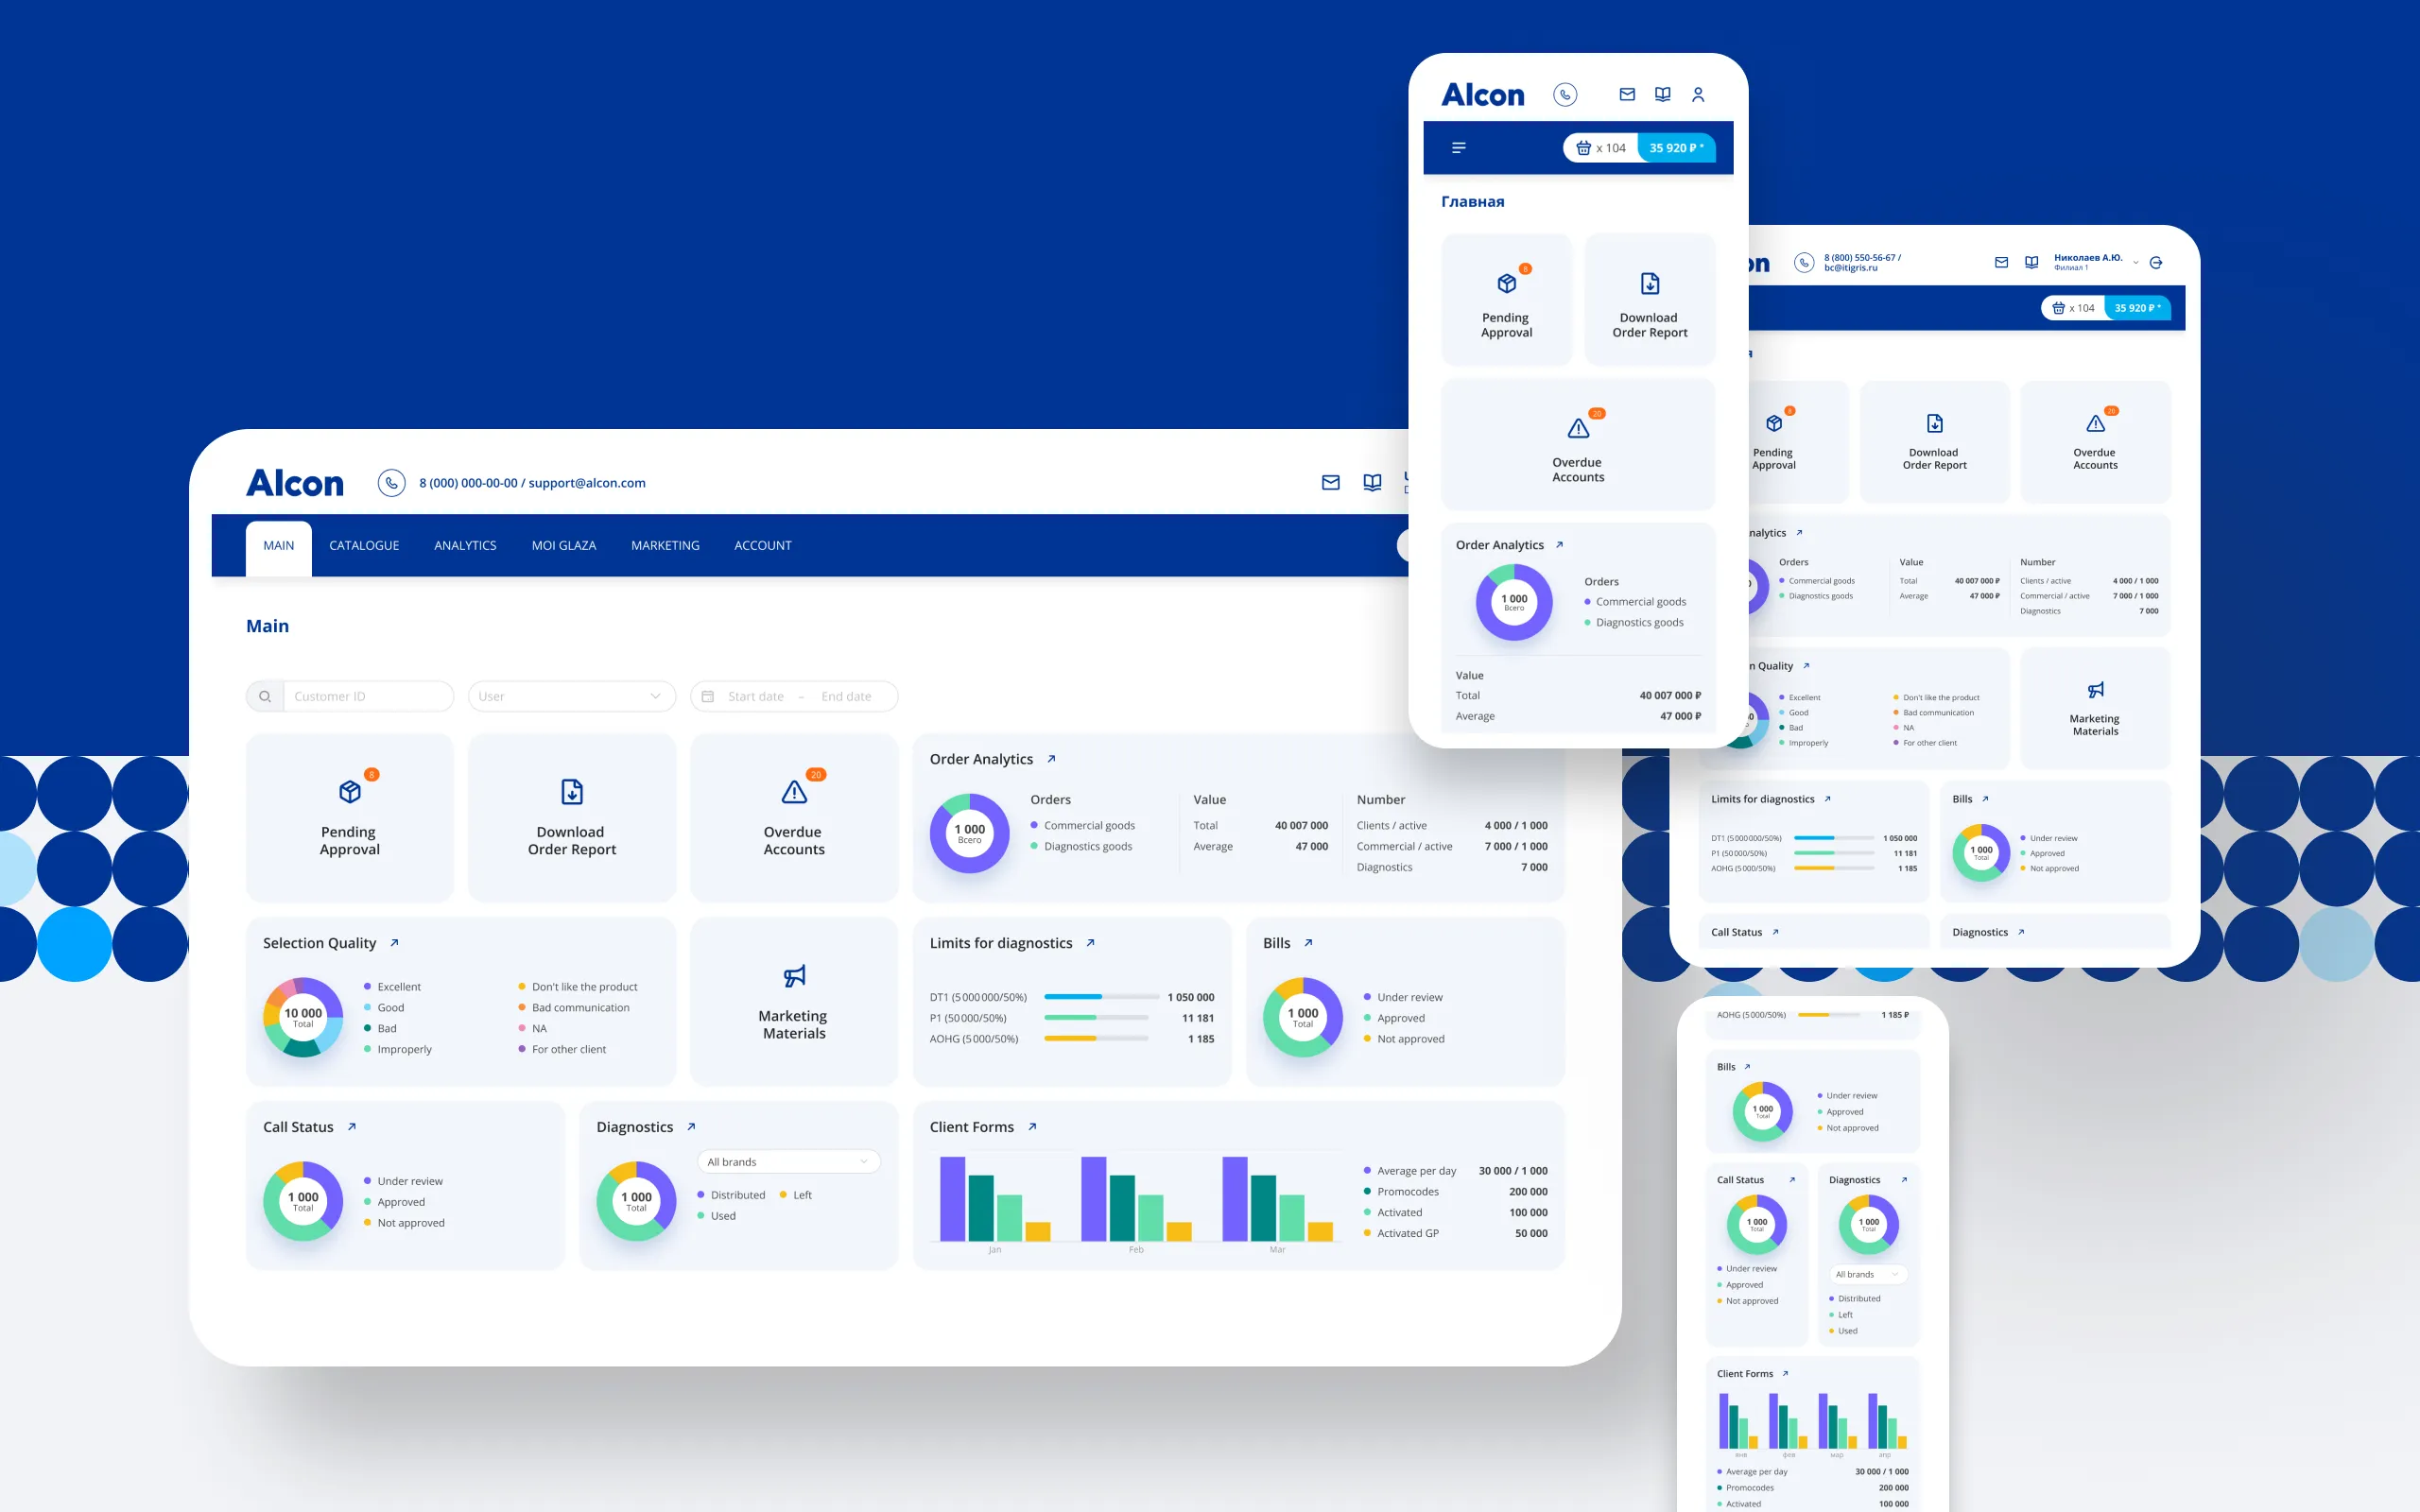 Alcon
8 (000) 000-00-00 / support@alcon.com
MAIN CATALOGUE ANALYTICS MOI GLAZA MARKETING ACCOUNT
Main
Customer ID
User
Start date – End date
8
Pending
Approval
Download
Order Report
20
Overdue
Accounts
Order Analytics
1 000
Всего
Orders
Commercial goods
Diagnostics goods
Value
Total 40 007 000
Average 47 000
Number
Clients / active 4 000 / 1 000
Commercial / active 7 000 / 1 000
Diagnostics 7 000
Selection Quality
10 000
Total
Excellent
Good
Bad
Improperly
Don't like the product
Bad communication
NA
For other client
Marketing
Materials
Limits for diagnostics
DT1 (5 000 000/50%) 1 050 000
P1 (50 000/50%) 11 181
AOHG (5 000/50%) 1 185
Bills
1 000
Total
Under review
Approved
Not approved
Call Status
1 000
Total
Under review
Approved
Not approved
Diagnostics
All brands
1 000
Total
Distributed
Left
Used
Client Forms
Jan
Feb
Mar
Average per day 30 000 / 1 000
Promocodes 200 000
Activated 100 000
Activated GP 50 000
Alcon
x 104 35 920 ₽ *
Главная
8
Pending
Approval
Download
Order Report
20
Overdue
Accounts
Order Analytics
1 000
Всего
Orders
Commercial goods
Diagnostics goods
Value
Total 40 007 000 ₽
Average 47 000 ₽
on
8 (800) 550-56-67 /
bc@itigris.ru
Николаев А.Ю.
Филиал 1
x 104 35 920 ₽ *
я
8
Pending
Approval
Download
Order Report
20
Overdue
Accounts
nalytics
Orders
Commercial goods
Diagnostics goods
Value
Total 40 007 000 ₽
Average 47 000 ₽
Number
Clients / active 4 000 / 1 000
Commercial / active 7 000 / 1 000
Diagnostics 7 000
n Quality
Excellent
Good
Bad
Improperly
Don't like the product
Bad communication
NA
For other client
Marketing
Materials
Limits for diagnostics
DT1 (5 000 000/50%) 1 050 000
P1 (50 000/50%) 11 181
AOHG (5 000/50%) 1 185
Bills
1 000
Total
Under review
Approved
Not approved
Call Status
Diagnostics
AOHG (5 000/50%) 1 185 ₽
Bills
1 000
Total
Under review
Approved
Not approved
Call Status
1 000
Total
Under review
Approved
Not approved
Diagnostics
1 000
Total
All brands
Distributed
Left
Used
Client Forms
янв
фев
мар
апр
Average per day 30 000 / 1 000
Promocodes 200 000
Activated 100 000